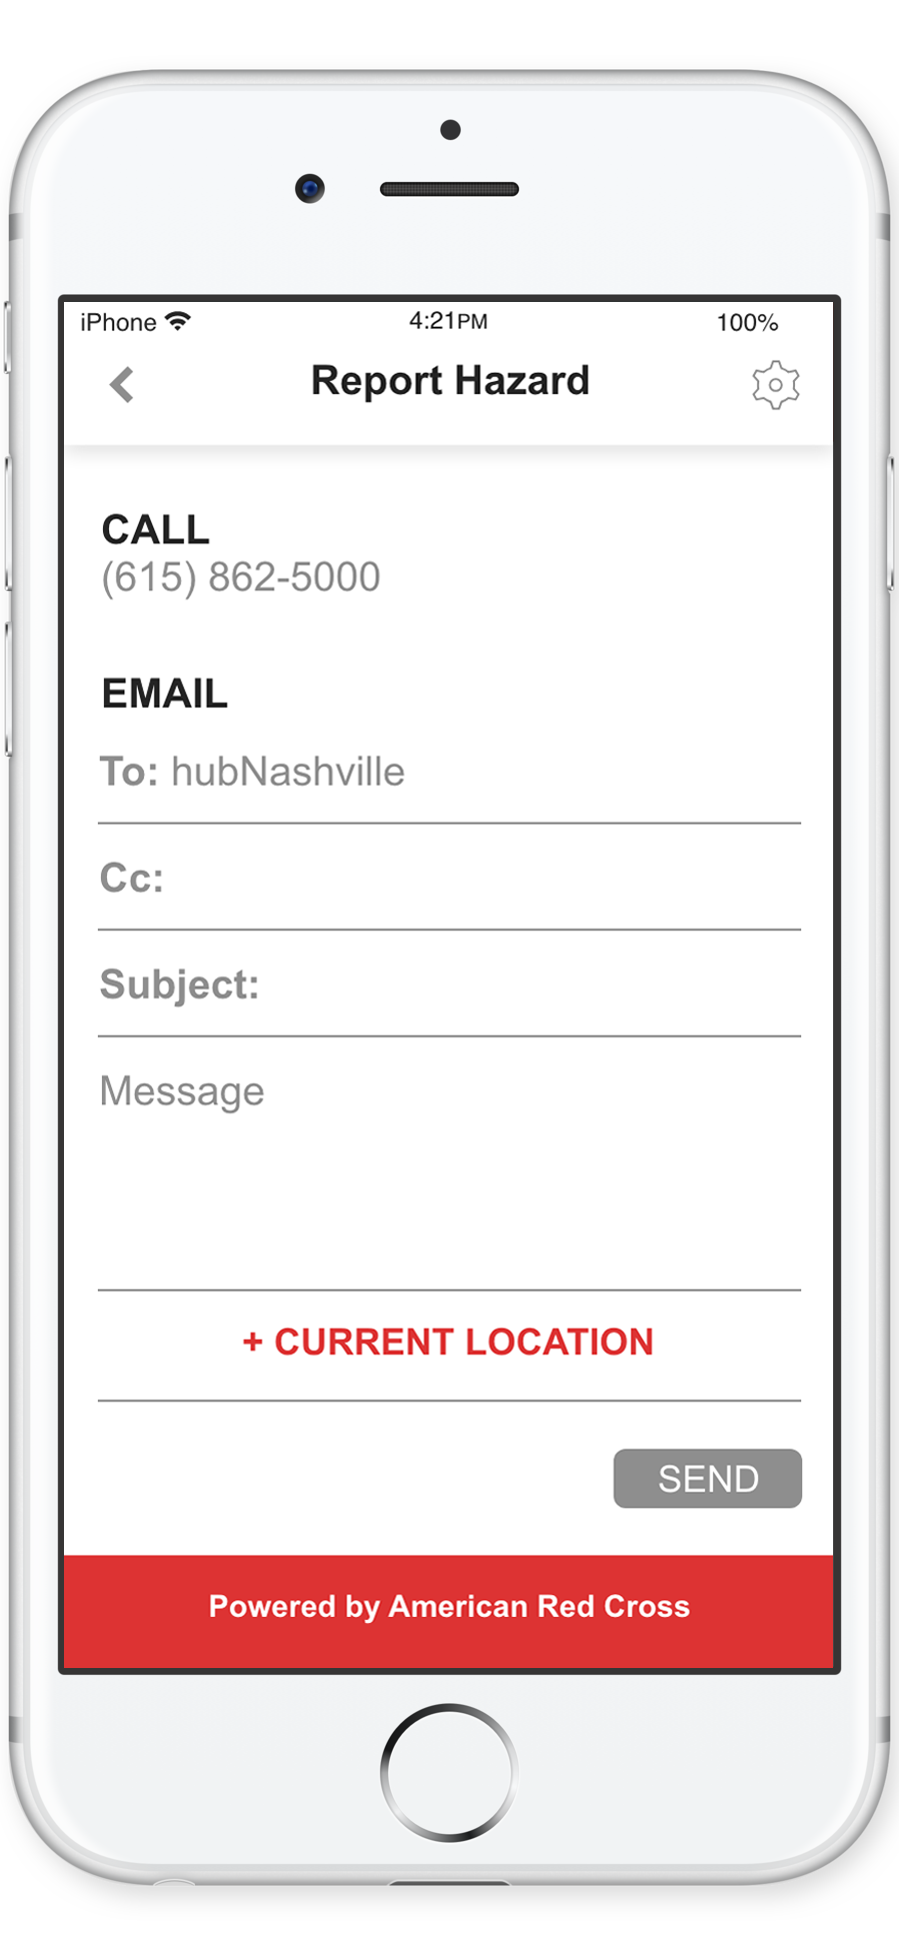 iPhone 4:21PM 100%
Report Hazard
CALL
(615) 862-5000
EMAIL
To: hubNashville
Cc:
Subject:
Message
+ CURRENT LOCATION
SEND
Powered by American Red Cross